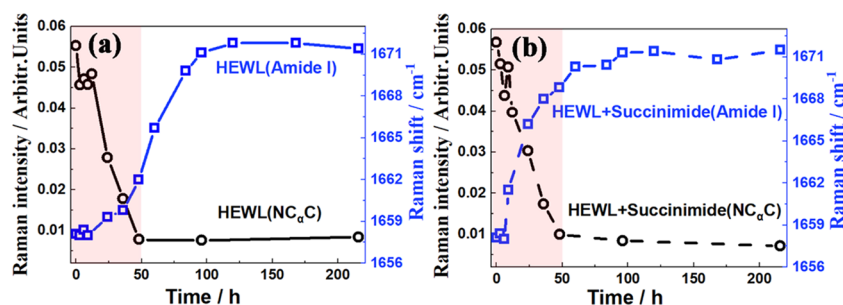 (a)
Raman intensity / Arbitr.Units
0.06
0.05
0.04
0.03
0.02
0.01
HEWL(Amide I)
HEWL(NCαC)
1671
1668
1665
1662
1659
1656
Raman shift / cm-1
0 50 100 150 200
Time / h
(b)
Raman intensity / Arbitr.Units
0.06
0.05
0.04
0.03
0.02
0.01
HEWL+Succinimide(Amide I)
HEWL+Succinimide(NCαC)
1671
1668
1665
1662
1659
1656
Raman shift / cm-1
0 50 100 150 200
Time / h